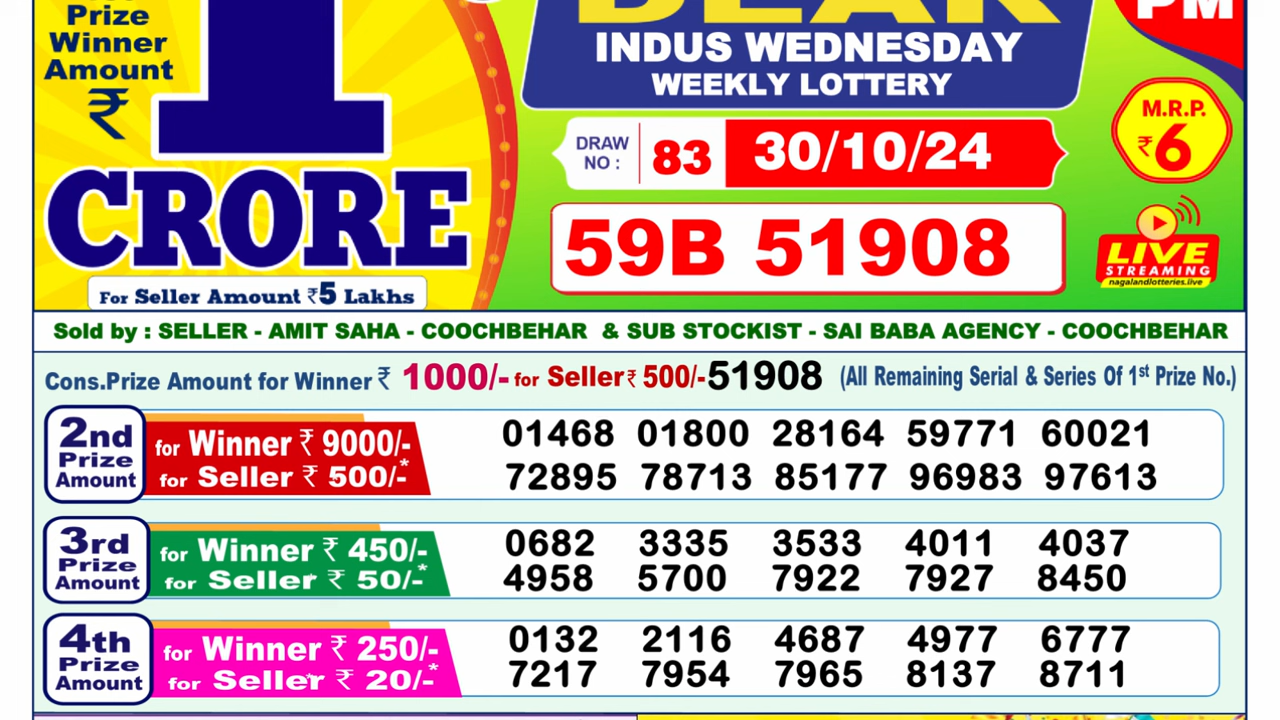 Prize
Winner
Amount
₹
1
CRORE
For Seller Amount ₹5 Lakhs
DEAR
INDUS WEDNESDAY
WEEKLY LOTTERY
PM
DRAW NO : 83 30/10/24
M.R.P.
₹6
59B 51908
LIVE
STREAMING
nagalandlotteries.live
Sold by : SELLER - AMIT SAHA - COOCHBEHAR & SUB STOCKIST - SAI BABA AGENCY - COOCHBEHAR
Cons.Prize Amount for Winner ₹ 1000/- for Seller ₹ 500/- 51908 (All Remaining Serial & Series Of 1st Prize No.)
2nd
Prize
Amount
for Winner ₹ 9000/-
for Seller ₹ 500/-*
01468 01800 28164 59771 60021
72895 78713 85177 96983 97613
3rd
Prize
Amount
for Winner ₹ 450/-
for Seller ₹ 50/-*
0682 3335 3533 4011 4037
4958 5700 7922 7927 8450
4th
Prize
Amount
for Winner ₹ 250/-
for Seller ₹ 20/-*
0132 2116 4687 4977 6777
7217 7954 7965 8137 8711